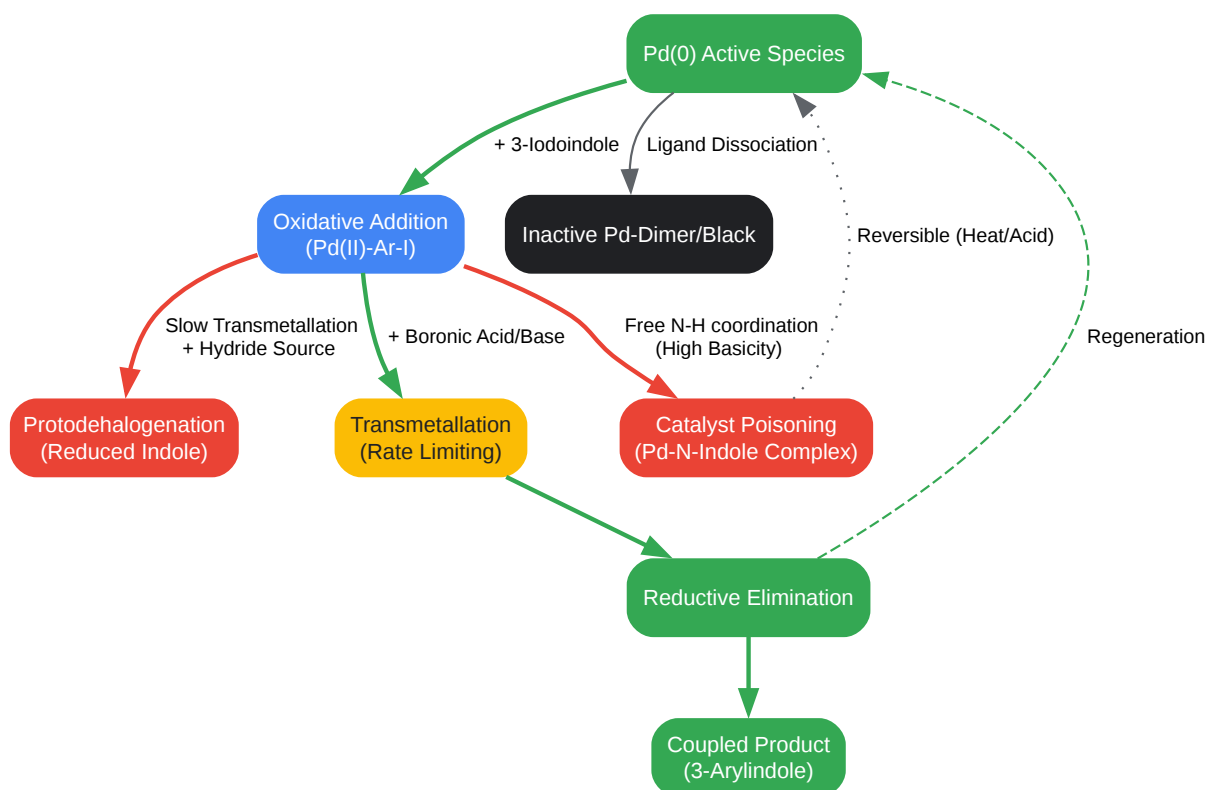 Pd(0) Active Species
+ 3-Iodoindole
Ligand Dissociation
Oxidative Addition
(Pd(II)-Ar-I)
Inactive Pd-Dimer/Black
Reversible (Heat/Acid)
Slow Transmetallation
+ Hydride Source
+ Boronic Acid/Base
Free N-H coordination
(High Basicity)
Regeneration
Protodehalogenation
(Reduced Indole)
Transmetallation
(Rate Limiting)
Catalyst Poisoning
(Pd-N-Indole Complex)
Reductive Elimination
Coupled Product
(3-Arylindole)